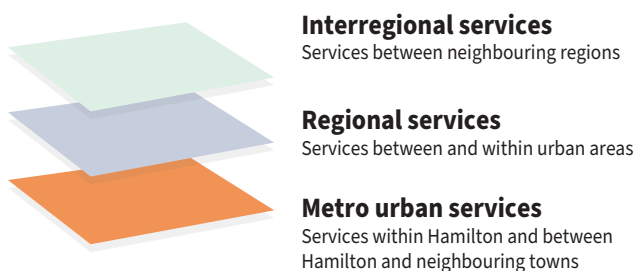 Interregional services
Services between neighbouring regions
Regional services
Services between and within urban areas
Metro urban services
Services within Hamilton and between
Hamilton and neighbouring towns